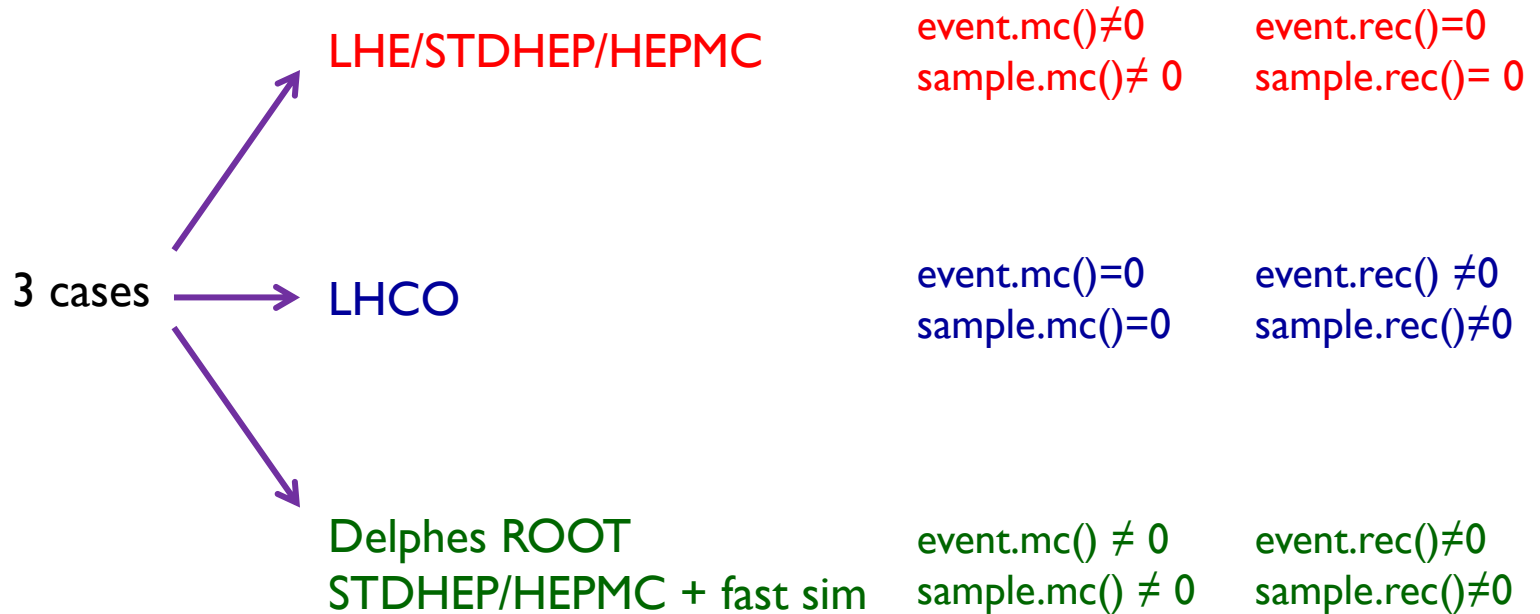 LHE/STDHEP/HEPMC
event.mc()≠0 event.rec()=0
sample.mc()≠ 0 sample.rec()= 0
3 cases
LHCO
event.mc()=0 event.rec() ≠0
sample.mc()=0 sample.rec()≠0
Delphes ROOT
STDHEP/HEPMC + fast sim
event.mc() ≠ 0 event.rec()≠0
sample.mc() ≠ 0 sample.rec()≠0